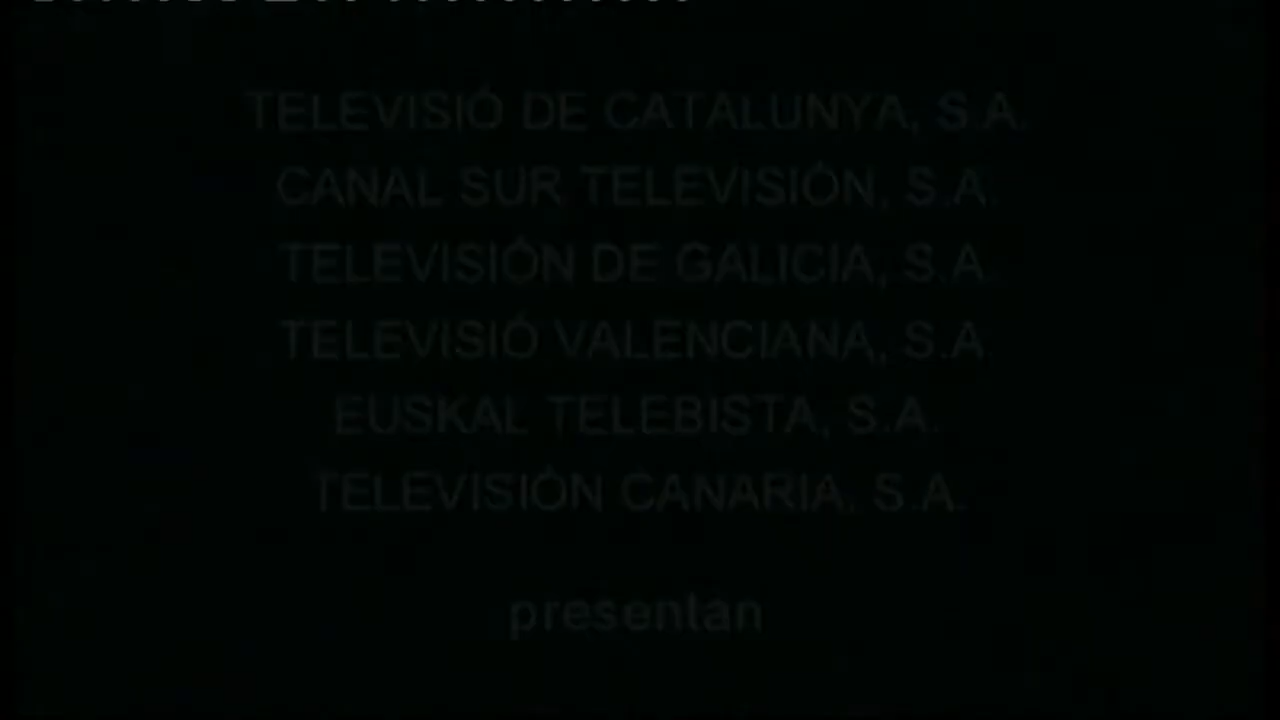 TELEVISIÓ DE CATALUNYA, S.A.
CANAL SUR TELEVISIÓN, S.A.
TELEVISIÓN DE GALICIA, S.A.
TELEVISIÓ VALENCIANA, S.A.
EUSKAL TELEBISTA, S.A.
TELEVISIÓN CANARIA, S.A.
presentan